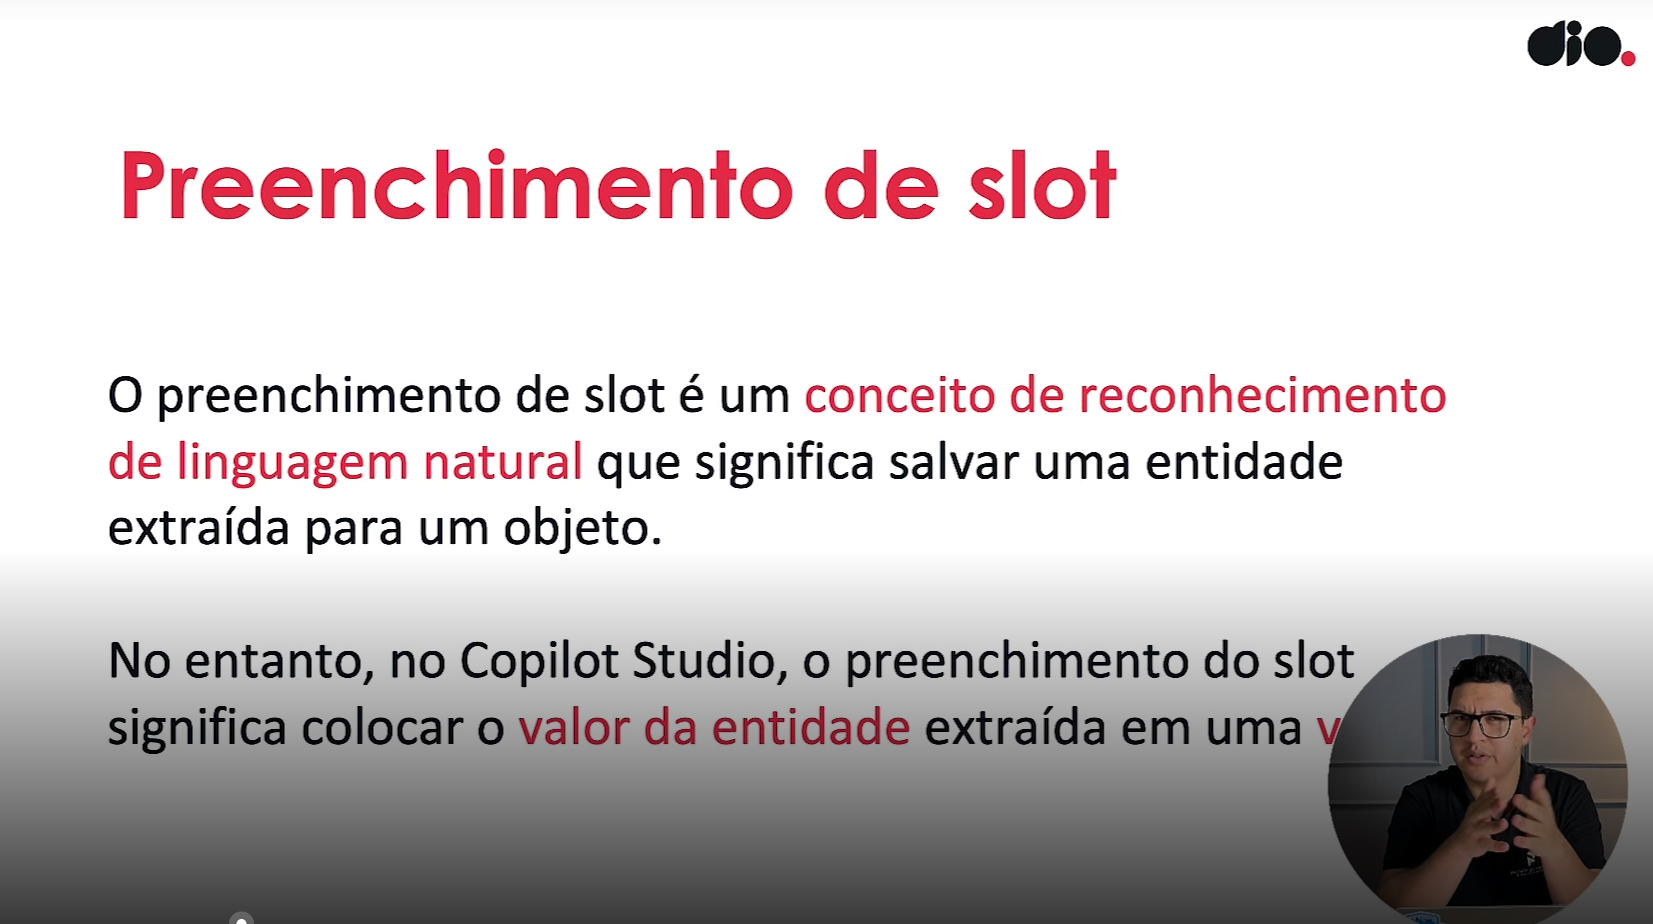 dio.
Preenchimento de slot
O preenchimento de slot é um conceito de reconhecimento
de linguagem natural que significa salvar uma entidade
extraída para um objeto.
No entanto, no Copilot Studio, o preenchimento do slot
significa colocar o valor da entidade extraída em uma